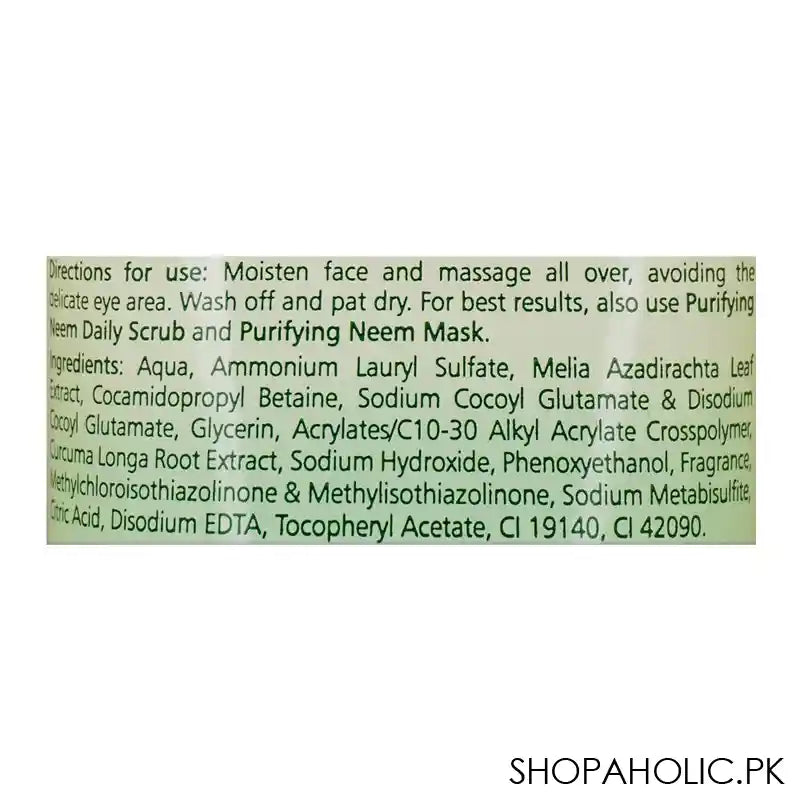 Directions for use: Moisten face and massage all over, avoiding the
delicate eye area. Wash off and pat dry. For best results, also use Purifying
Neem Daily Scrub and Purifying Neem Mask.
Ingredients: Aqua, Ammonium Lauryl Sulfate, Melia Azadirachta Leaf
Extract, Cocamidopropyl Betaine, Sodium Cocoyl Glutamate & Disodium
Cocoyl Glutamate, Glycerin, Acrylates/C10-30 Alkyl Acrylate Crosspolymer,
Curcuma Longa Root Extract, Sodium Hydroxide, Phenoxyethanol, Fragrance,
Methylchloroisothiazolinone & Methylisothiazolinone, Sodium Metabisulfite,
Citric Acid, Disodium EDTA, Tocopheryl Acetate, CI 19140, CI 42090.
SHOPAHOLIC.PK